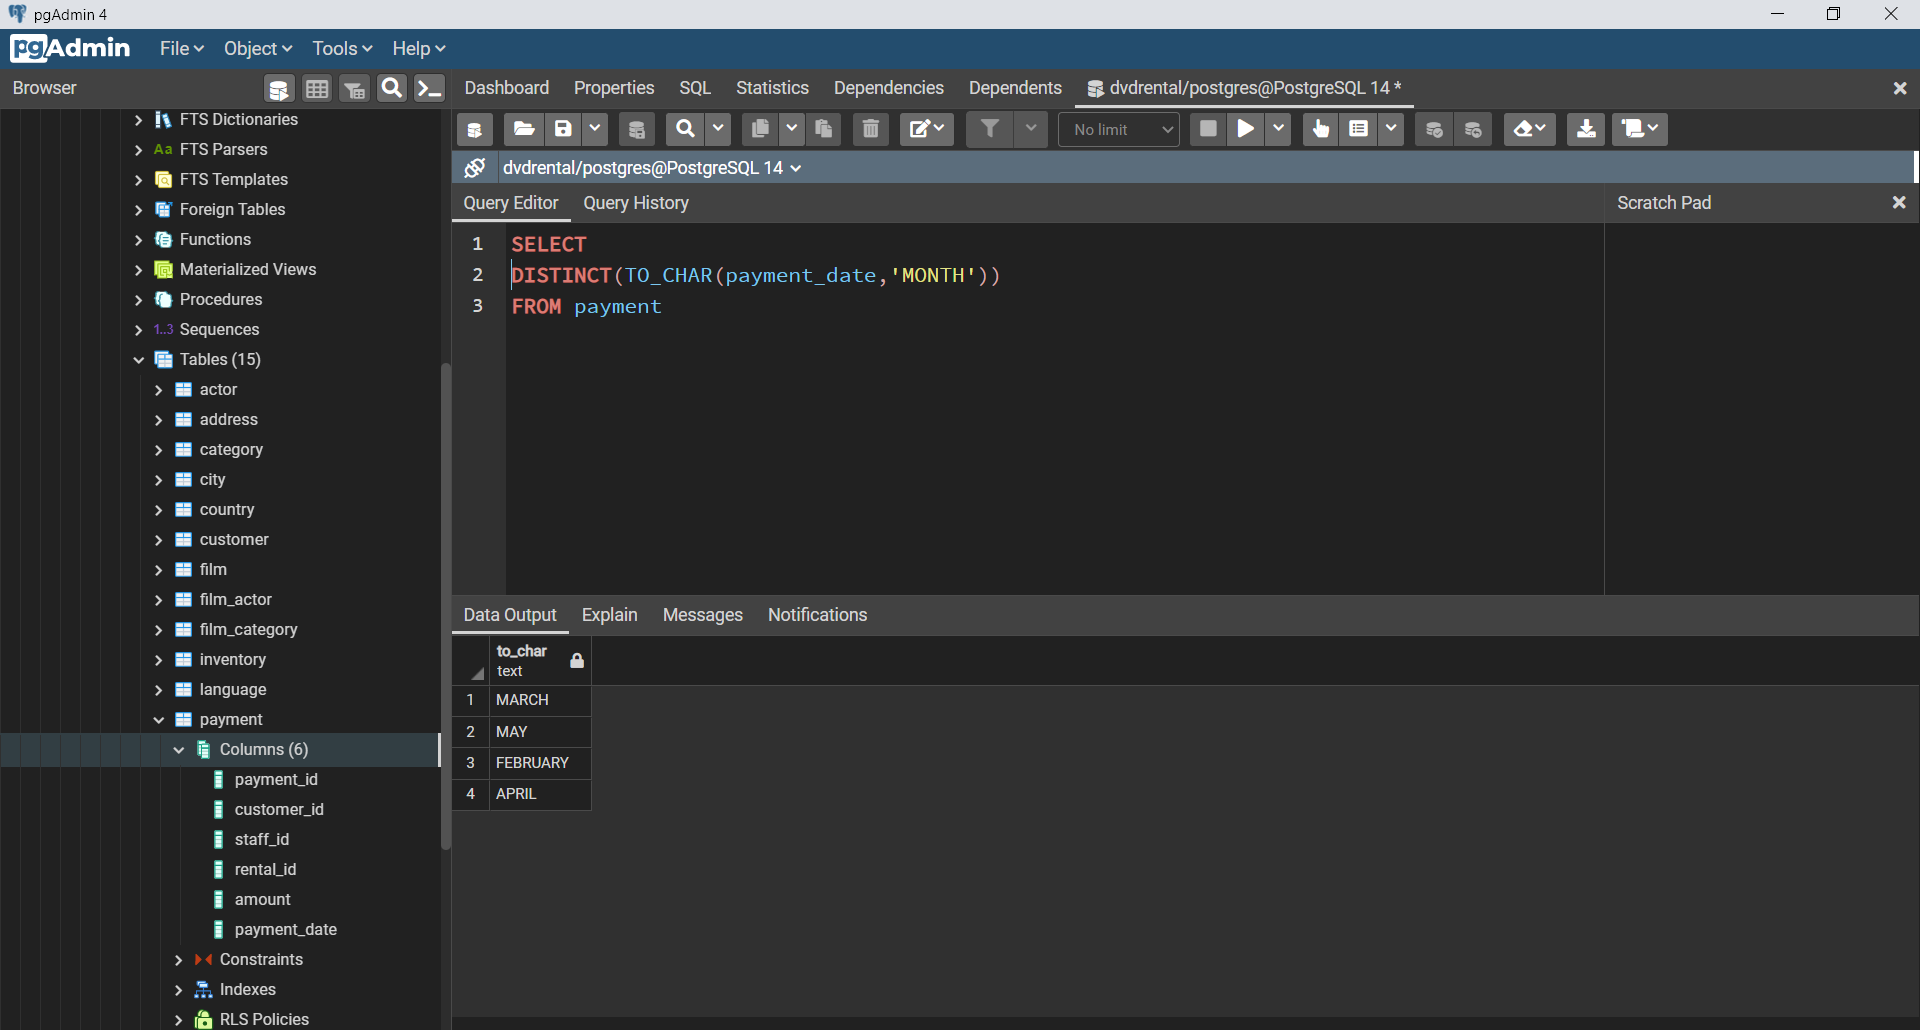 pgAdmin 4
pgAdmin File Object Tools Help
Browser
Dashboard Properties SQL Statistics Dependencies Dependents dvdrental/postgres@PostgreSQL 14 *
No limit
dvdrental/postgres@PostgreSQL 14
Query Editor Query History
Scratch Pad
1 SELECT
2 DISTINCT(TO_CHAR(payment_date,'MONTH'))
3 FROM payment
FTS Dictionaries
Aa FTS Parsers
FTS Templates
Foreign Tables
Functions
Materialized Views
Procedures
1..3 Sequences
Tables (15)
actor
address
category
city
country
customer
film
film_actor
film_category
inventory
language
payment
Columns (6)
payment_id
customer_id
staff_id
rental_id
amount
payment_date
Constraints
Indexes
RLS Policies
Data Output Explain Messages Notifications
to_char
text
1 MARCH
2 MAY
3 FEBRUARY
4 APRIL